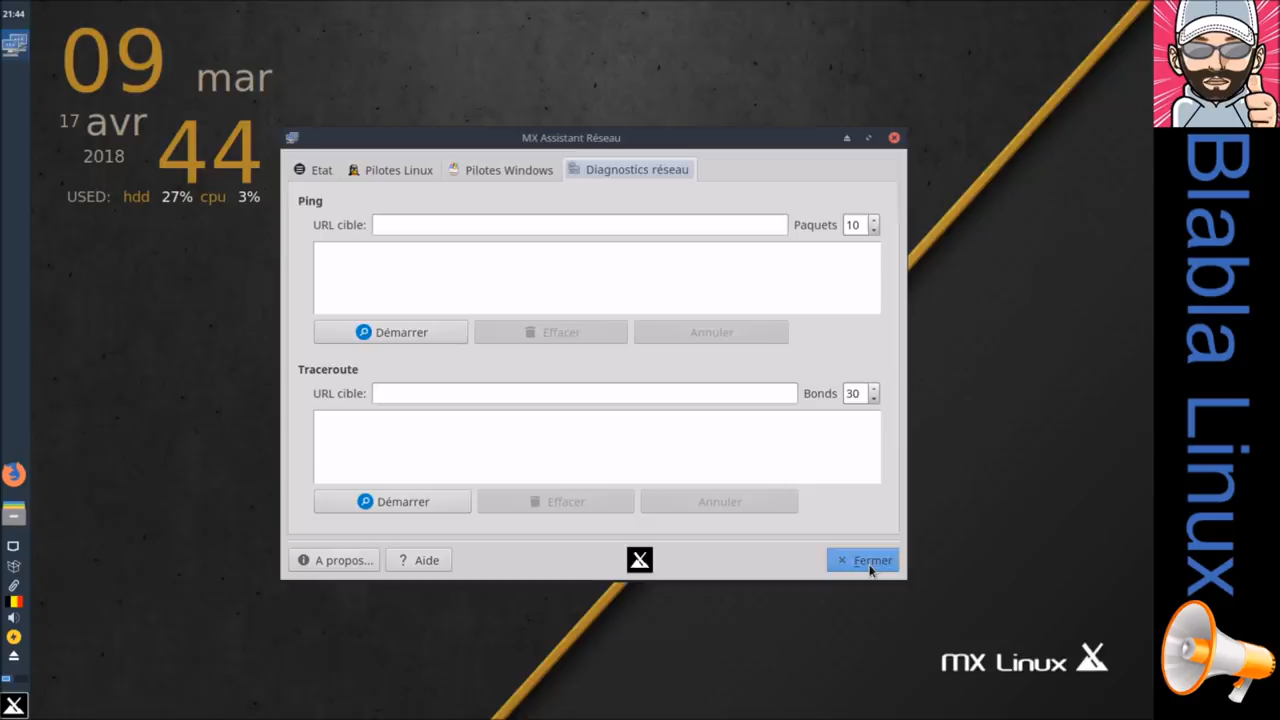 21:44
09 mar
17 avr 44
2018
USED: hdd 27% cpu 3%
MX Assistant Réseau
Etat
Pilotes Linux
Pilotes Windows
Diagnostics réseau
Ping
URL cible:
Paquets 10
Démarrer
Effacer
Annuler
Traceroute
URL cible:
Bonds 30
Démarrer
Effacer
Annuler
A propos...
? Aide
Fermer
MX Linux
Blabla Linux